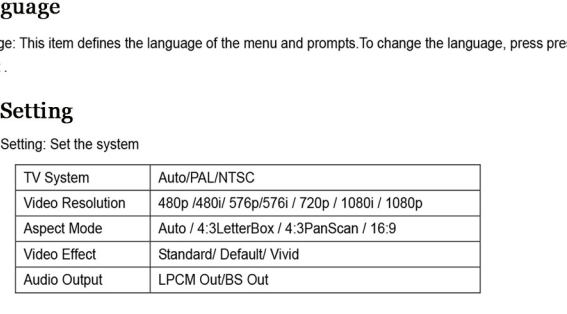 guage
ge: This item defines the language of the menu and prompts.To change the language, press
.
Setting
Setting: Set the system
TV System Auto/PAL/NTSC
Video Resolution 480p /480i/ 576p/576i / 720p / 1080i / 1080p
Aspect Mode Auto / 4:3LetterBox / 4:3PanScan / 16:9
Video Effect Standard/ Default/ Vivid
Audio Output LPCM Out/BS Out